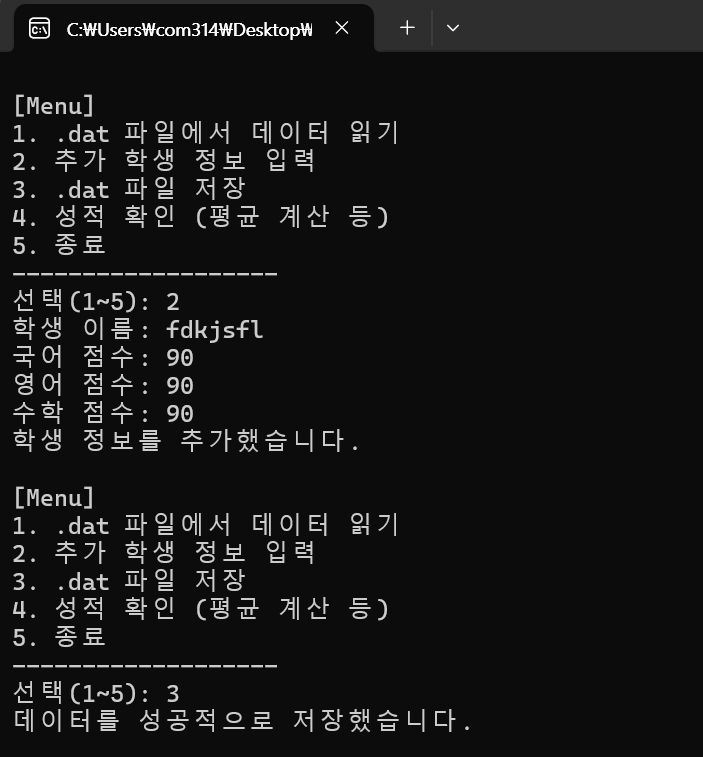 C:₩Users₩com314₩Desktop₩
[Menu]
1. .dat 파일에서 데이터 읽기
2. 추가 학생 정보 입력
3. .dat 파일 저장
4. 성적 확인 (평균 계산 등)
5. 종료
-------------------
선택(1~5): 2
학생 이름: fdkjsfl
국어 점수: 90
영어 점수: 90
수학 점수: 90
학생 정보를 추가했습니다.
[Menu]
1. .dat 파일에서 데이터 읽기
2. 추가 학생 정보 입력
3. .dat 파일 저장
4. 성적 확인 (평균 계산 등)
5. 종료
-------------------
선택(1~5): 3
데이터를 성공적으로 저장했습니다.